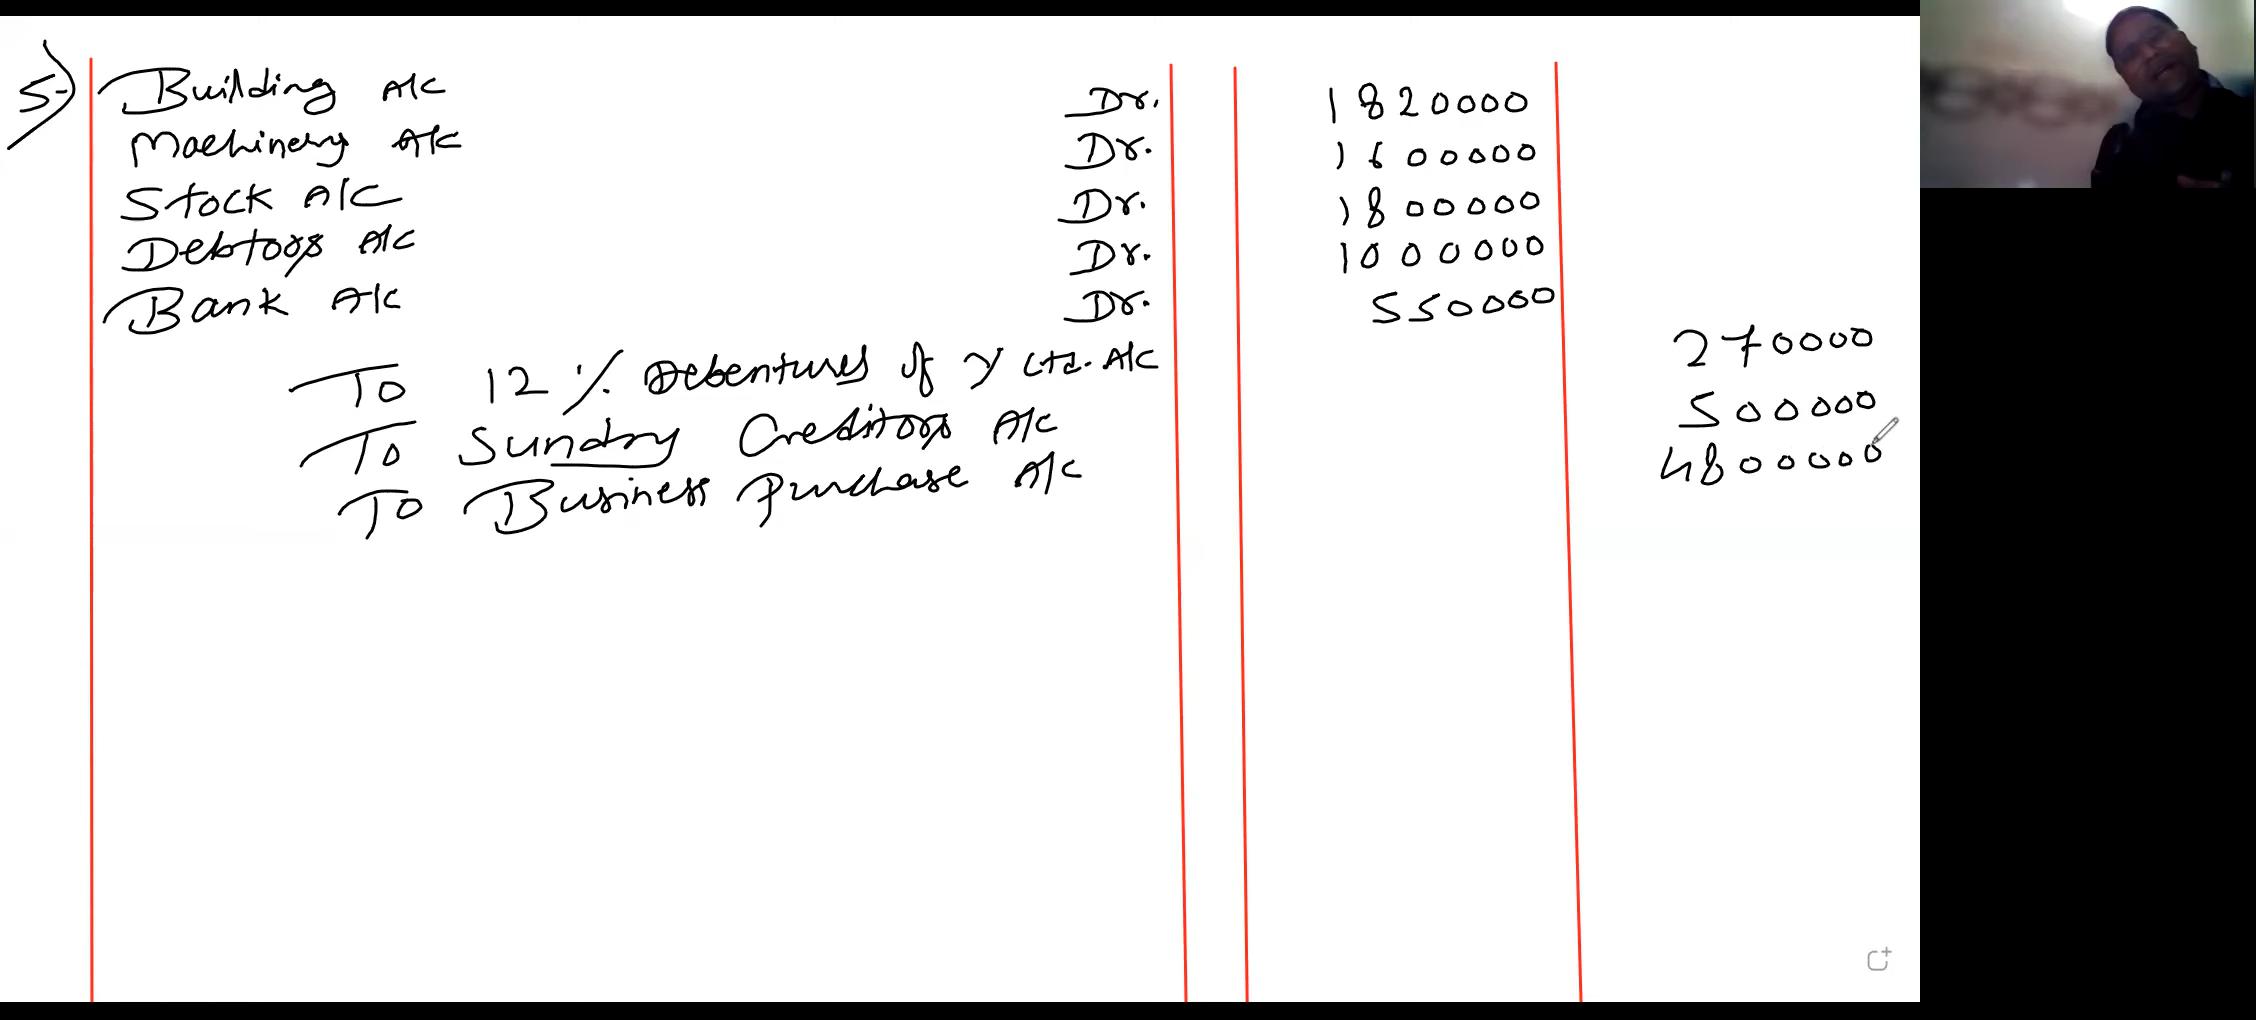 5)
Building A/C Dr. 1820000
Machinery A/C Dr. 1600000
Stock A/C Dr. 1800000
Debtors A/C Dr. 1000000
Bank A/C Dr. 550000
To 12% Debentures of Y Ltd. A/C 270000
To Sundry Creditors A/C 500000
To Business Purchase A/C 4800000